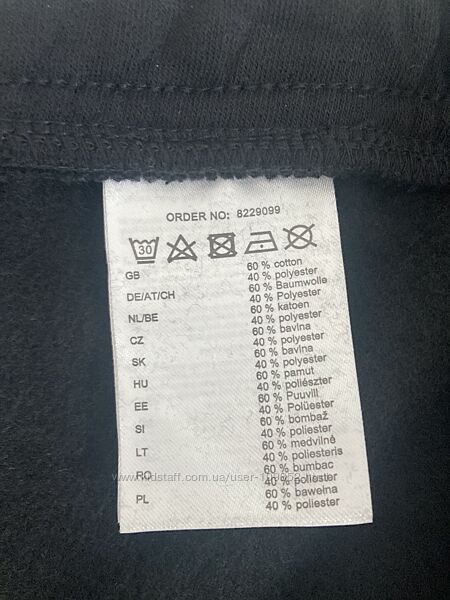 ORDER NO: 8229099
30
GB 60 % cotton
40 % polyester
DE/AT/CH 60 % Baumwolle
40 % Polyester
NL/BE 60 % katoen
40 % polyester
CZ 60 % bavlna
40 % polyester
SK 60 % bavlna
40 % polyester
HU 60 % pamut
40 % poliészter
EE 60 % Puuvill
40 % Polüester
SI 60 % bombaž
40 % poliester
LT 60 % medvilnė
40 % poliesteris
RO 60 % bumbac
40 % poliester
PL 60 % bawełna
40 % poliester